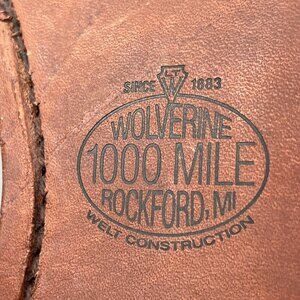 SINCE 1883
WOLVERINE
1000 MILE
ROCKFORD, MI
WELT CONSTRUCTION